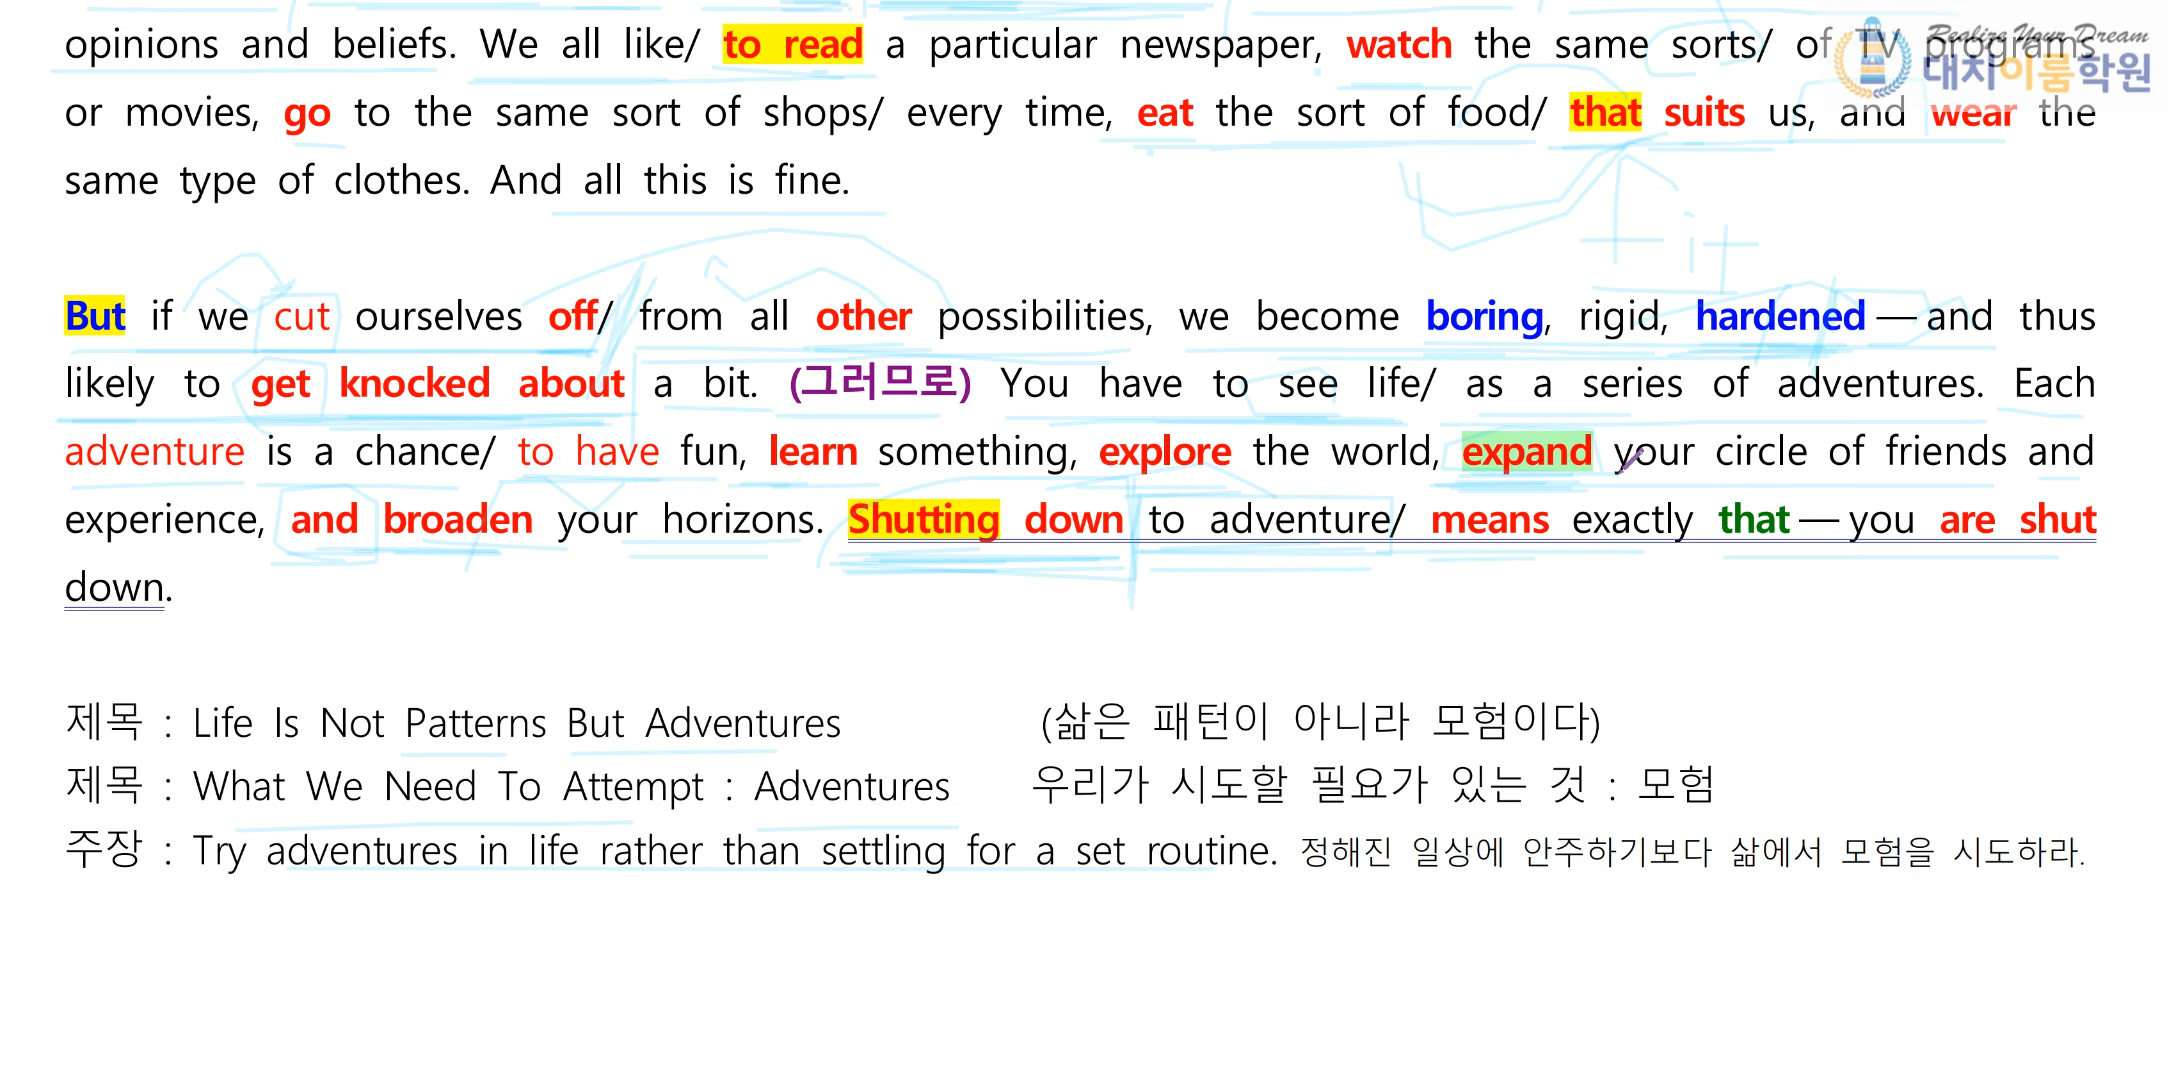 opinions and beliefs. We all like/ to read a particular newspaper, watch the same sorts/ of TV programs
Realize Your Dream
대치이룸학원
or movies, go to the same sort of shops/ every time, eat the sort of food/ that suits us, and wear the
same type of clothes. And all this is fine.
But if we cut ourselves off/ from all other possibilities, we become boring, rigid, hardened — and thus
likely to get knocked about a bit. (그러므로) You have to see life/ as a series of adventures. Each
adventure is a chance/ to have fun, learn something, explore the world, expand your circle of friends and
experience, and broaden your horizons. Shutting down to adventure/ means exactly that — you are shut
down.
제목 : Life Is Not Patterns But Adventures (삶은 패턴이 아니라 모험이다)
제목 : What We Need To Attempt : Adventures 우리가 시도할 필요가 있는 것 : 모험
주장 : Try adventures in life rather than settling for a set routine. 정해진 일상에 안주하기보다 삶에서 모험을 시도하라.